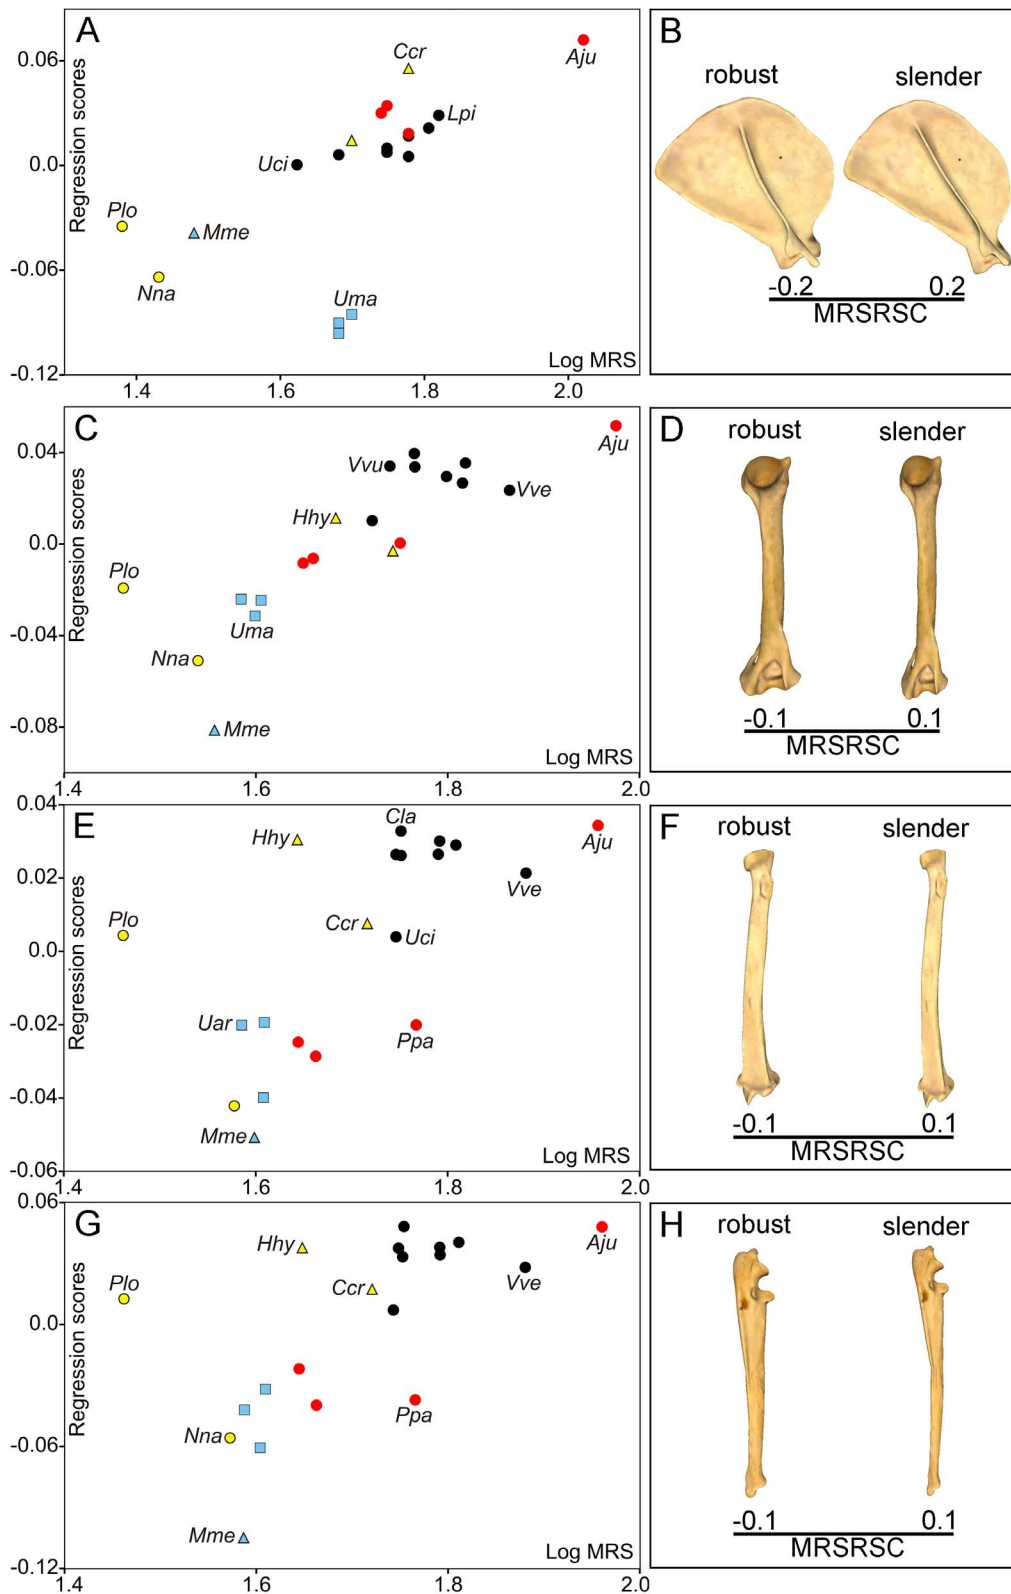 A
Regression scores
0.06
0.0
-0.06
-0.12
Ccr
Aju
Lpi
Uci
Plo
Mme
Nna
Uma
Log MRS
1.4
1.6
1.8
2.0
B
robust
slender
-0.2
0.2
MRSRSC
C
Regression scores
0.04
0.0
-0.04
-0.08
Aju
Vvu
Vve
Hhy
Plo
Uma
Nna
Mme
Log MRS
1.4
1.6
1.8
2.0
D
robust
slender
-0.1
0.1
MRSRSC
E
Regression scores
0.04
0.02
0.0
-0.02
-0.04
-0.06
Cla
Hhy
Aju
Vve
Plo
Ccr
Uci
Uar
Ppa
Mme
Log MRS
1.4
1.6
1.8
2.0
F
robust
slender
-0.1
0.1
MRSRSC
G
Regression scores
0.06
0.0
-0.06
-0.12
Hhy
Aju
Plo
Ccr
Vve
Ppa
Nna
Mme
Log MRS
1.4
1.6
1.8
2.0
H
robust
slender
-0.1
0.1
MRSRSC